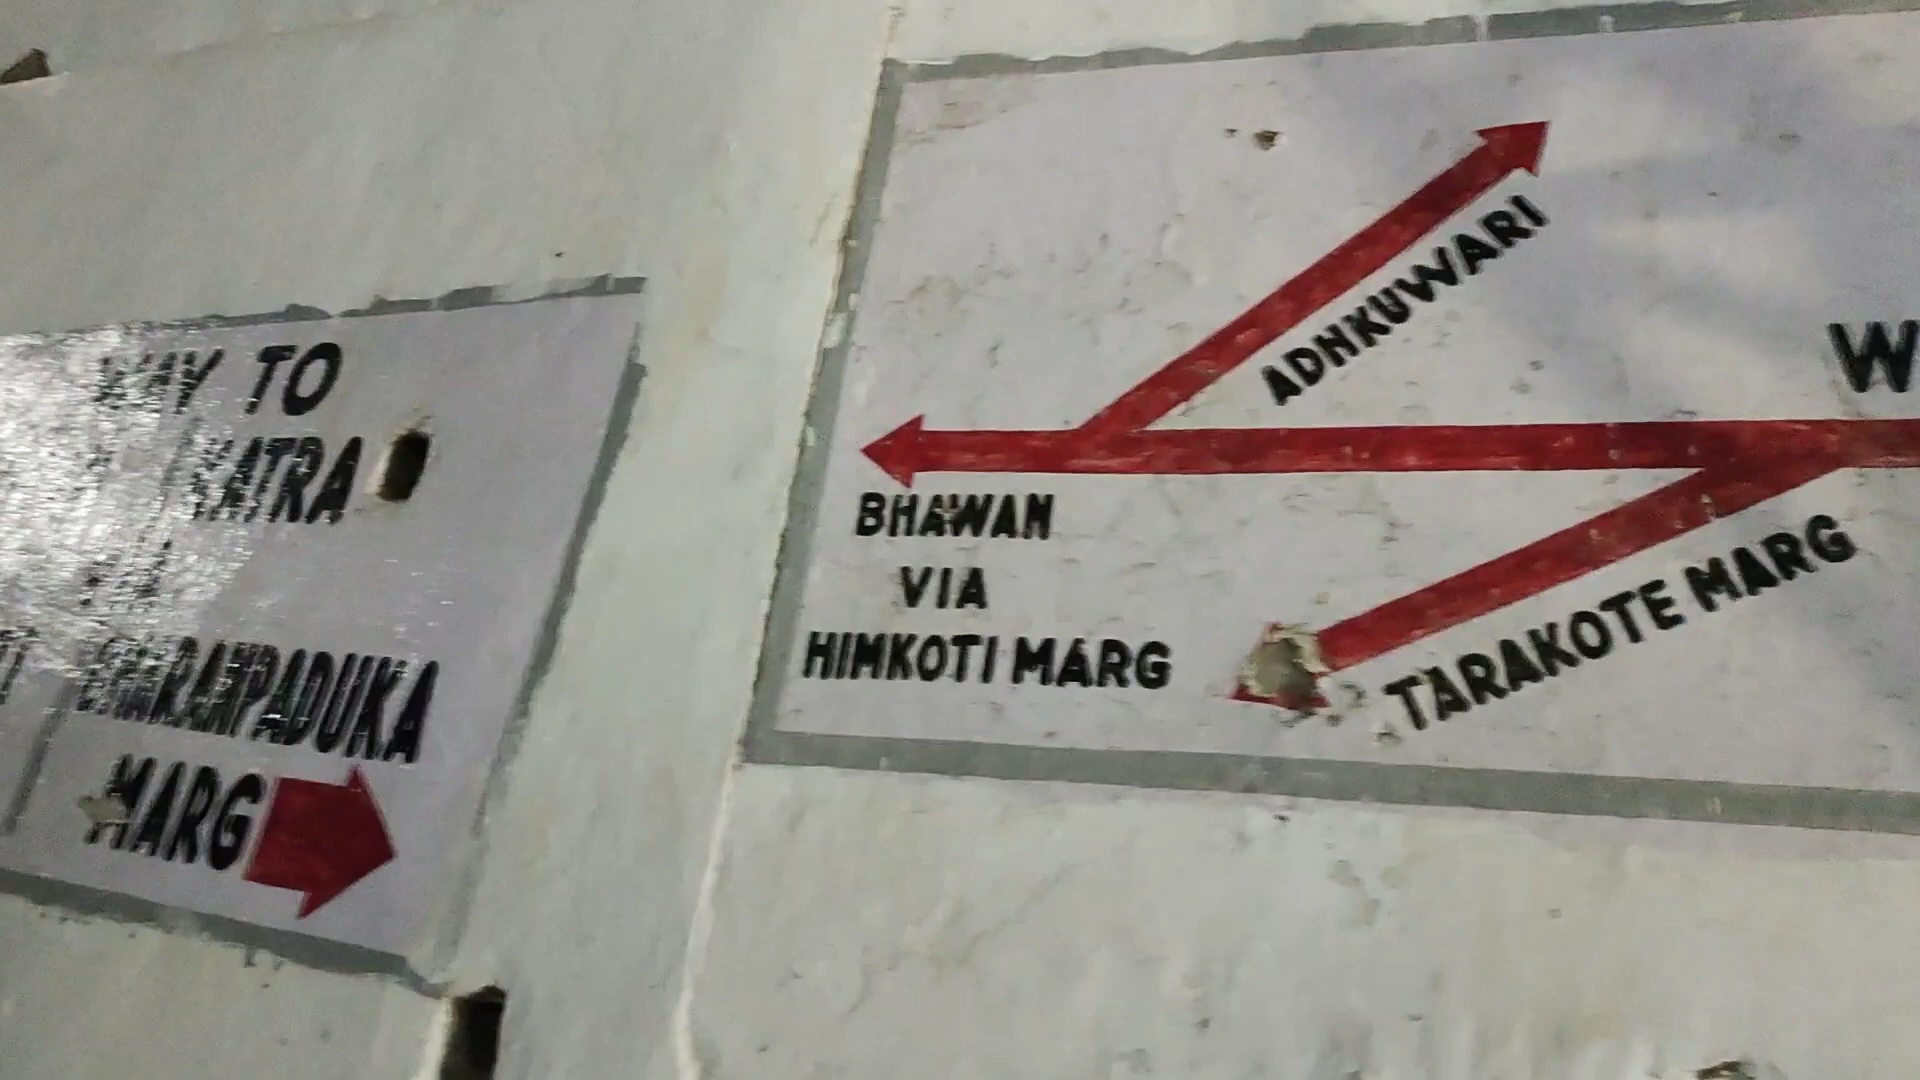 WAY TO
KATRA
CHARANPADUKA
MARG
ADHKUWARI
BHAWAN
VIA
HIMKOTI MARG
TARAKOTE MARG